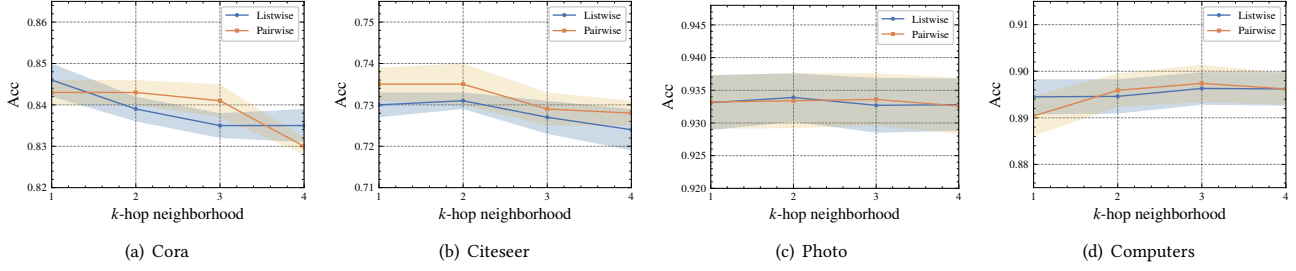 0.86
0.85
0.84
0.83
0.82
Acc
Listwise
Pairwise
1 2 3 4
k-hop neighborhood
(a) Cora
0.75
0.74
0.73
0.72
0.71
Acc
Listwise
Pairwise
1 2 3 4
k-hop neighborhood
(b) Citeseer
0.945
0.940
0.935
0.930
0.925
0.920
Acc
Listwise
Pairwise
1 2 3 4
k-hop neighborhood
(c) Photo
0.91
0.90
0.89
0.88
Acc
Listwise
Pairwise
1 2 3 4
k-hop neighborhood
(d) Computers